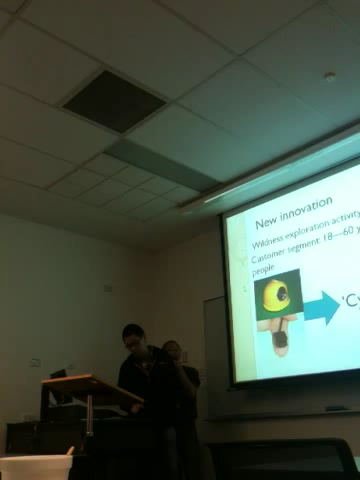 New innovation
Wildness exploration activity
Customer segment 18—60 y
people
'C